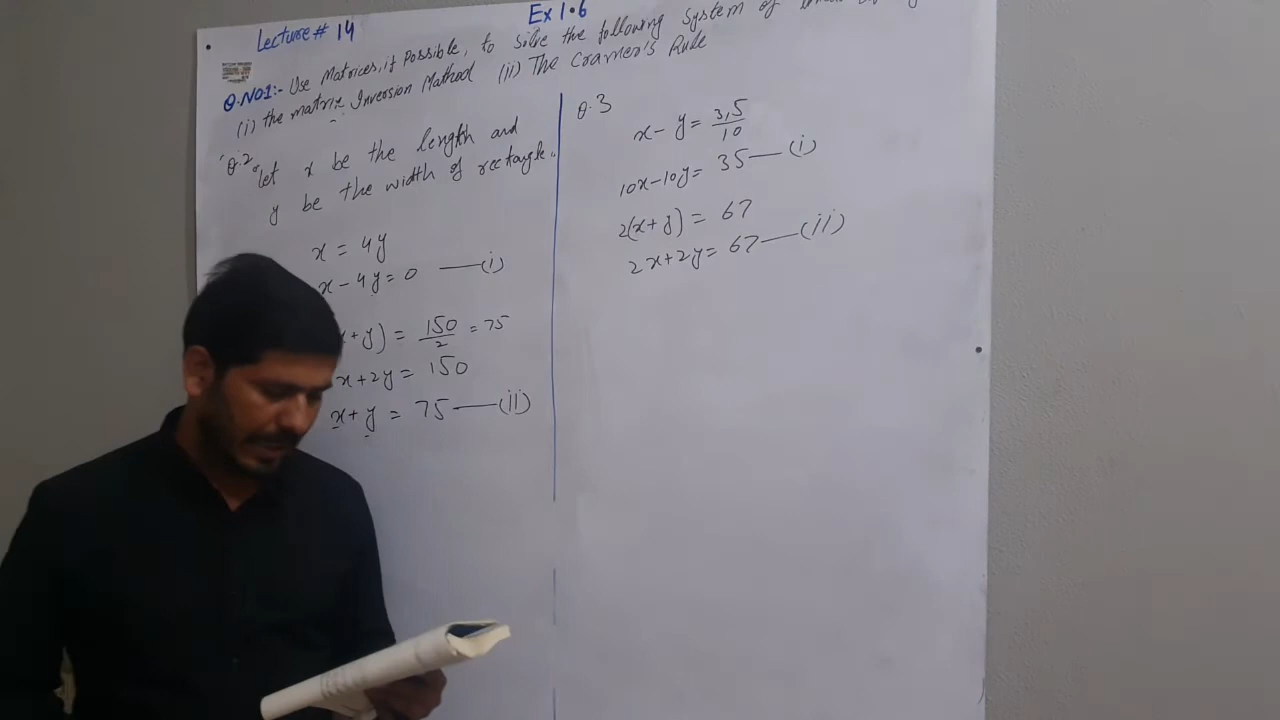 Lecture# 14
Ex 1.6
Q.NO1:- Use Matrices, if Possible, to solve the following System of
(i) the matrix Inversion Mathod (ii) The Cramer's Rule
Q.2. let x be the length and
y be the width of rectangle.
x = 4y
x - 4y = 0 ——(i)
+ y) = 150/2 = 75
x + 2y = 150
x + y = 75 ——(ii)
Q.3
x - y = 3,5/10
10x - 10y = 35 ——(i)
2(x + y) = 67
2x + 2y = 67 ——(ii)